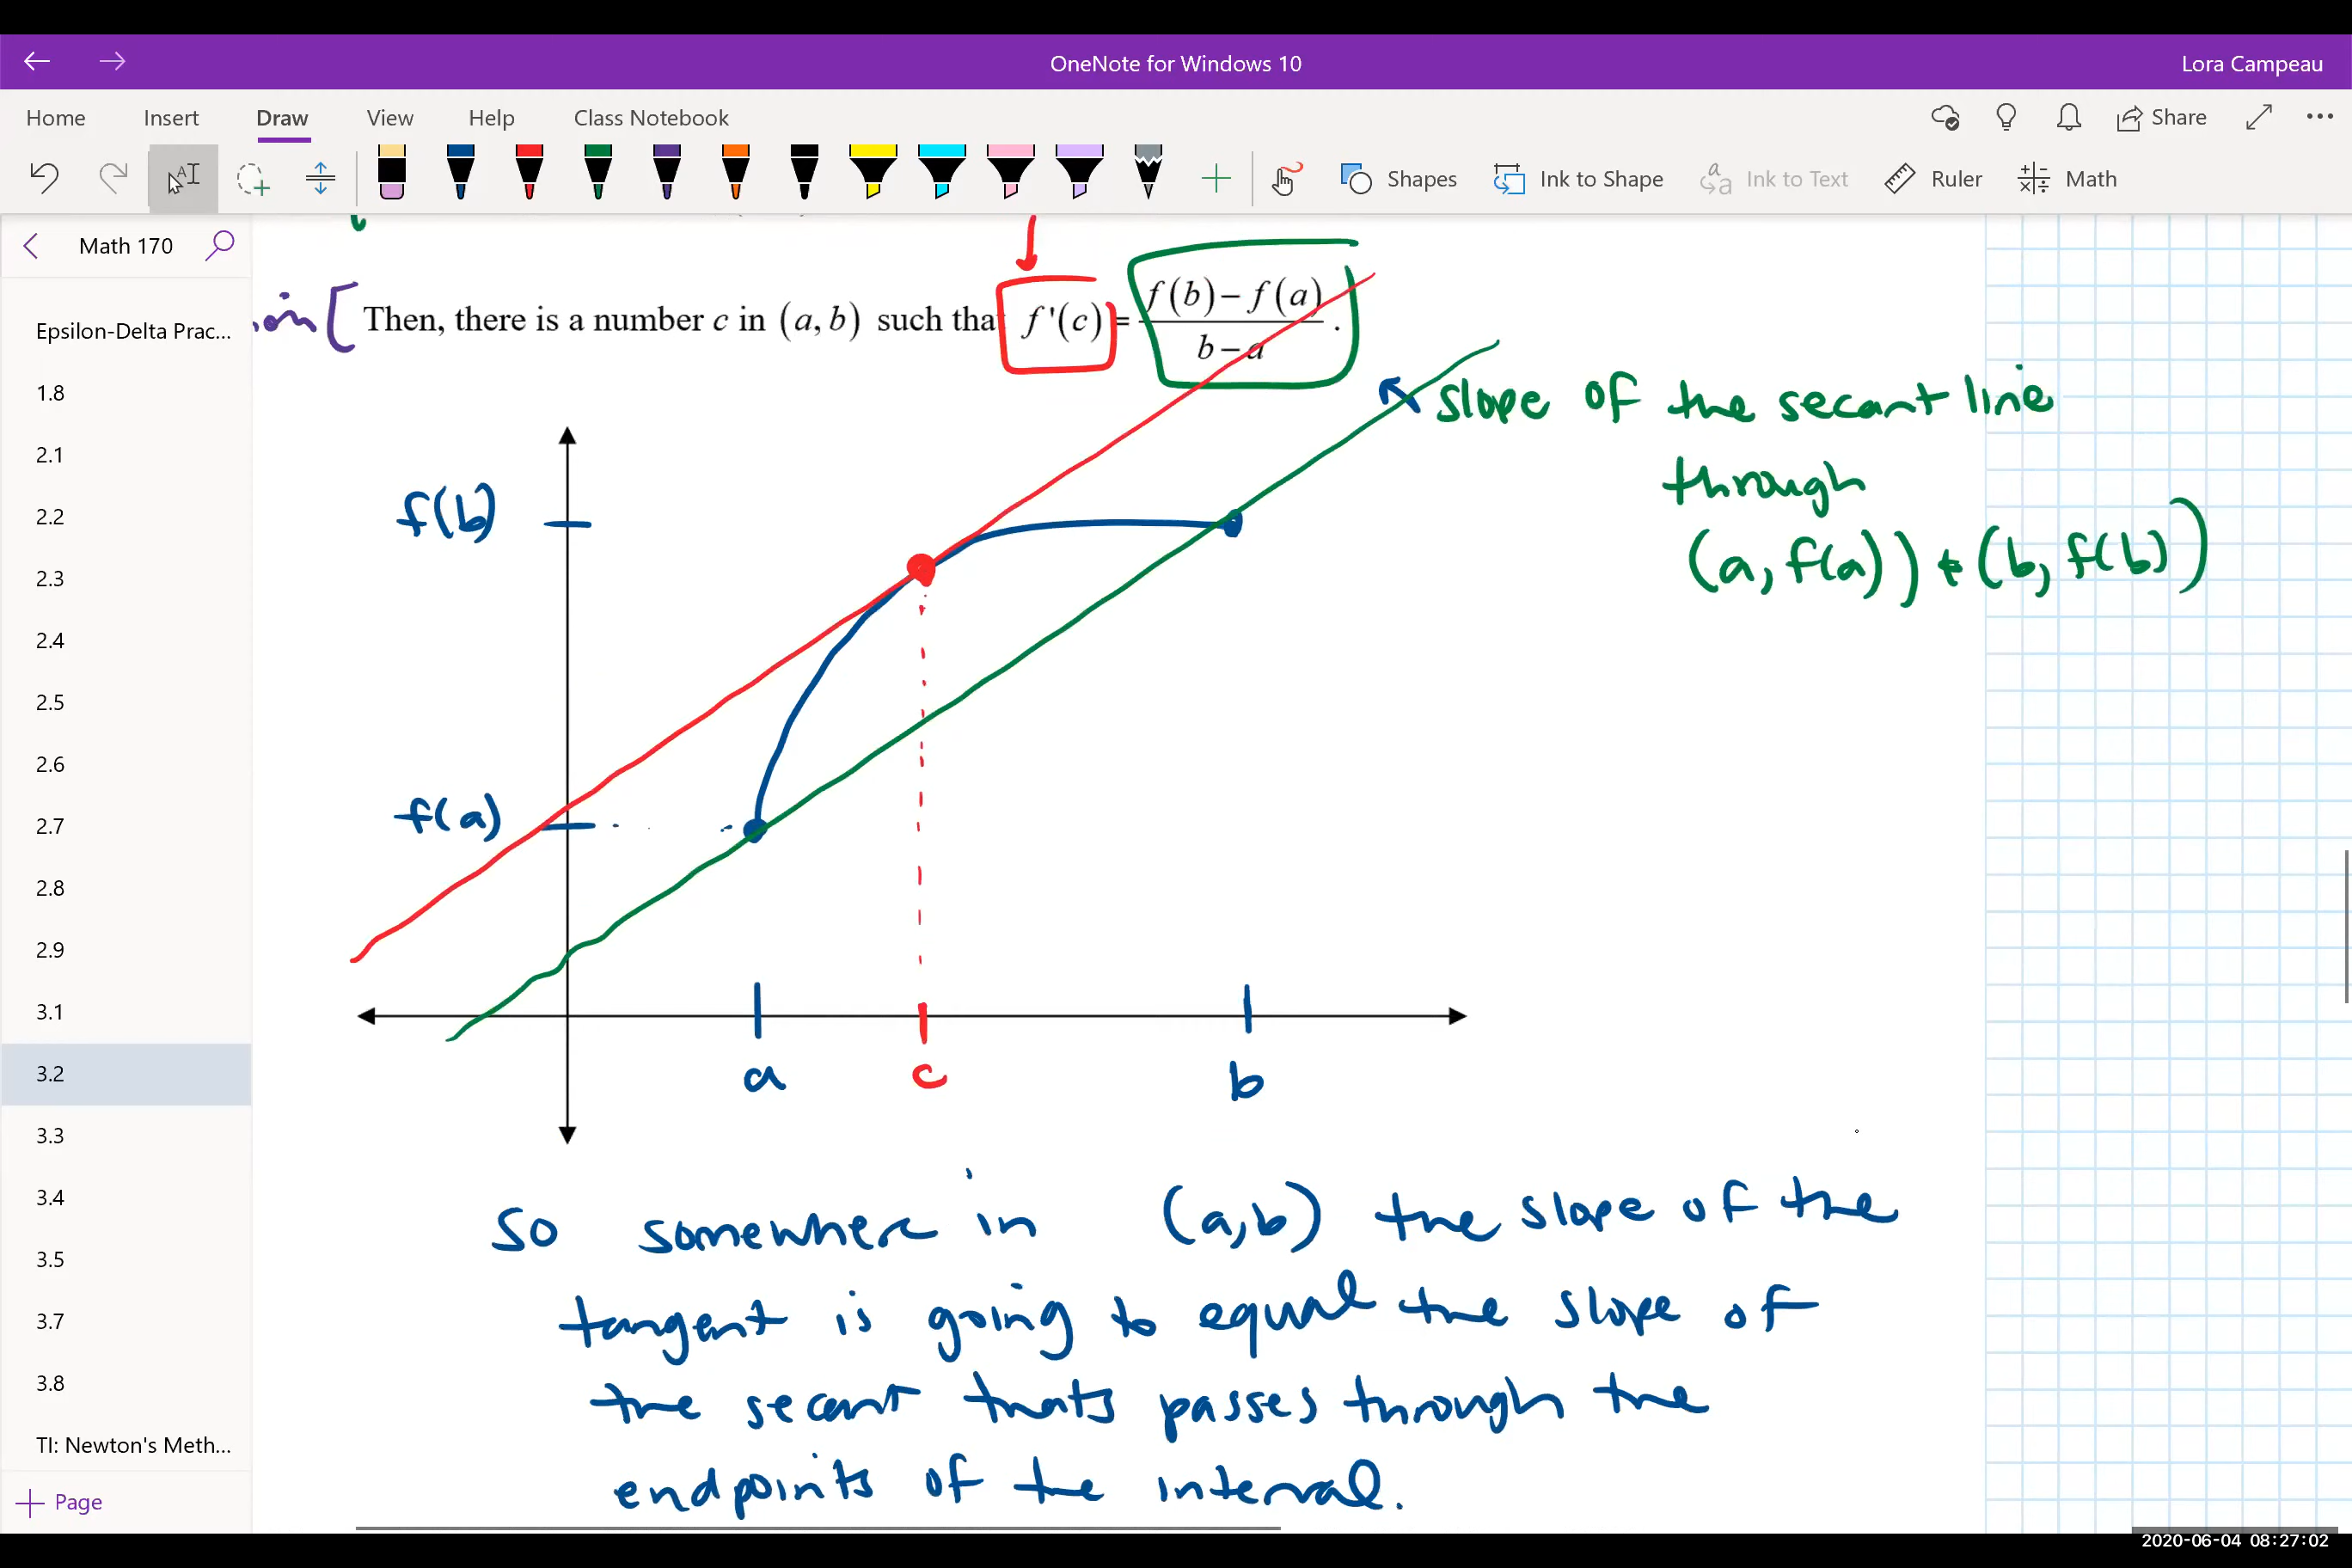 OneNote for Windows 10
Lora Campeau
Home Insert Draw View Help Class Notebook Share
Shapes Ink to Shape Ink to Text Ruler Math
Math 170
Epsilon-Delta Prac...
1.8
2.1
2.2
2.3
2.4
2.5
2.6
2.7
2.8
2.9
3.1
3.2
3.3
3.4
3.5
3.7
3.8
TI: Newton's Meth...
Page
Then, there is a number c in (a, b) such tha f'(c) = f(b) − f(a) / b − a .
slope of the secant line
through
(a, f(a)) + (b, f(b))
f(b)
f(a)
a c b
So somewhere in (a,b) the slope of the
tangent is going to equal the slope of
the secant thats passes through the
endpoints of the interval.
2020-06-04 08:27:02